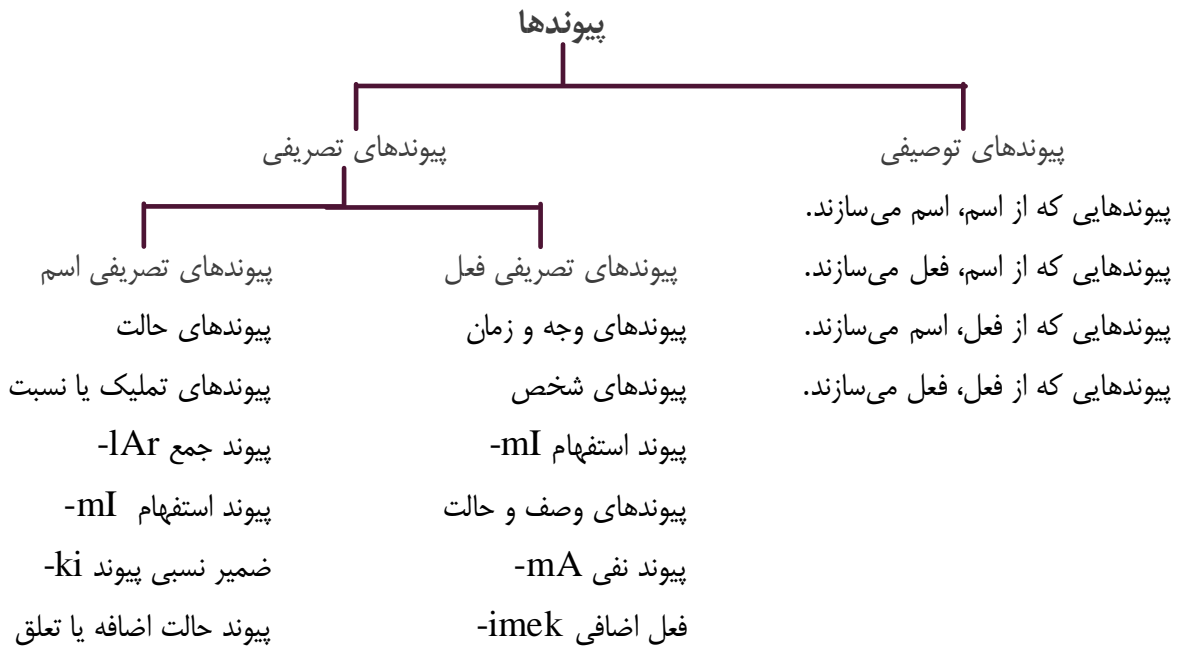 پیوندها
پیوندهای توصیفی
پیوندهایی که از اسم، اسم می‌سازند.
پیوندهایی که از اسم، فعل می‌سازند.
پیوندهایی که از فعل، اسم می‌سازند.
پیوندهایی که از فعل، فعل می‌سازند.
پیوندهای تصریفی
پیوندهای تصریفی فعل
پیوندهای وجه و زمان
پیوندهای شخص
پیوند استفهام -mI
پیوندهای وصف و حالت
پیوند نفی -mA
فعل اضافی -imek
پیوندهای تصریفی اسم
پیوندهای حالت
پیوندهای تملیک یا نسبت
پیوند جمع -lAr
پیوند استفهام -mI
ضمیر نسبی پیوند -ki
پیوند حالت اضافه یا تعلق